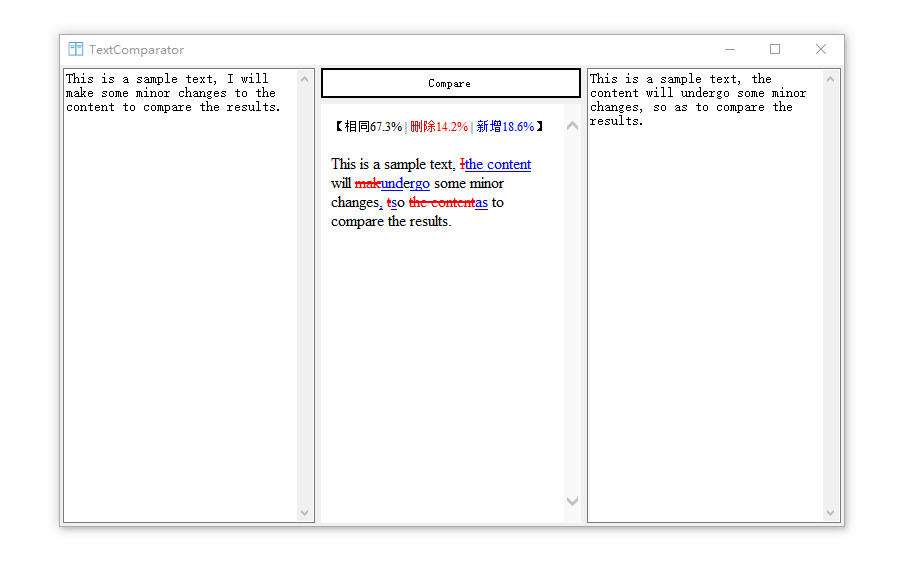 TextComparator
This is a sample text, I will
make some minor changes to the
content to compare the results.
Compare
【相同67.3% | 删除14.2% | 新增18.6%】
This is a sample text, Ithe content
will makundergo some minor
changes, tso the contentas to
compare the results.
This is a sample text, the
content will undergo some minor
changes, so as to compare the
results.